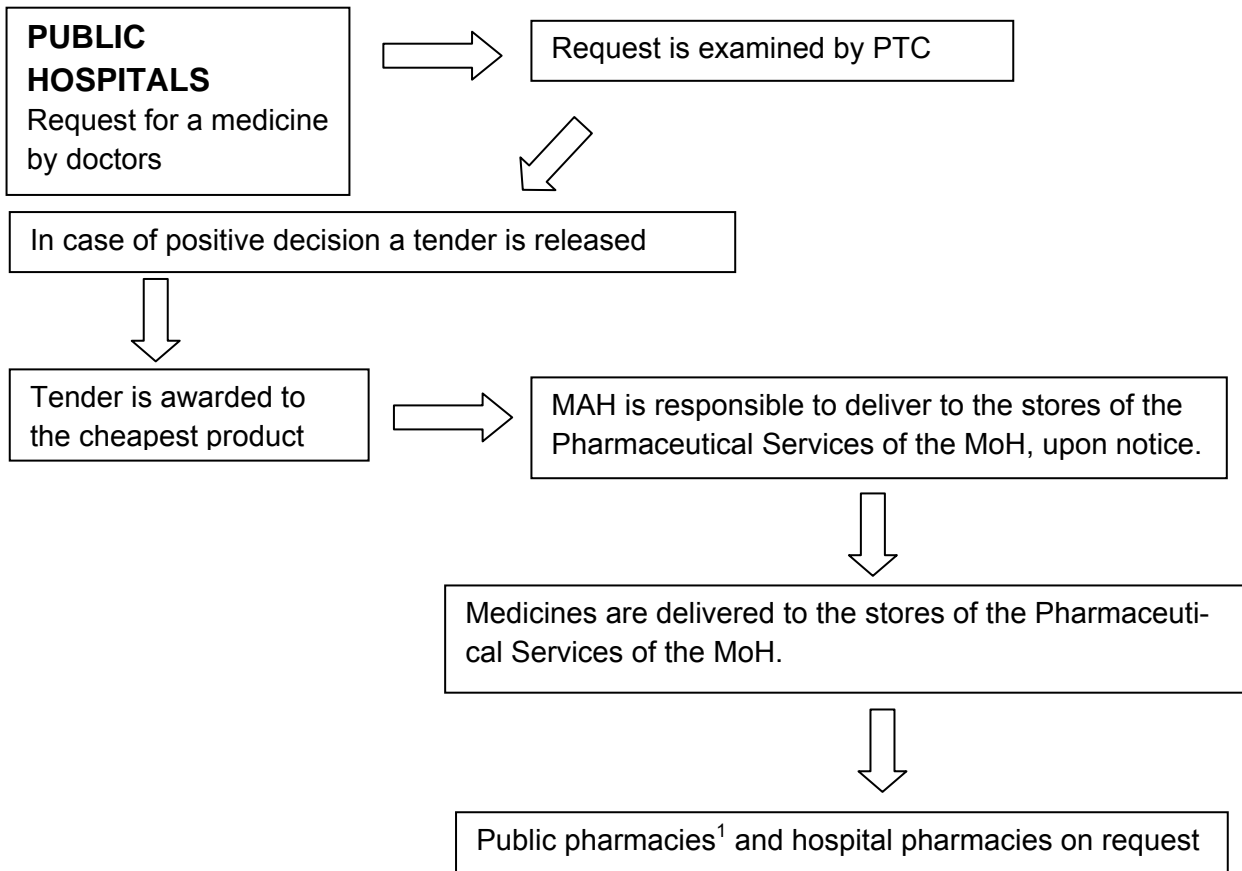 PUBLIC
HOSPITALS
Request for a medicine
by doctors
Request is examined by PTC
In case of positive decision a tender is released
Tender is awarded to
the cheapest product
MAH is responsible to deliver to the stores of the
Pharmaceutical Services of the MoH, upon notice.
Medicines are delivered to the stores of the Pharmaceuti-
cal Services of the MoH.
Public pharmacies¹ and hospital pharmacies on request